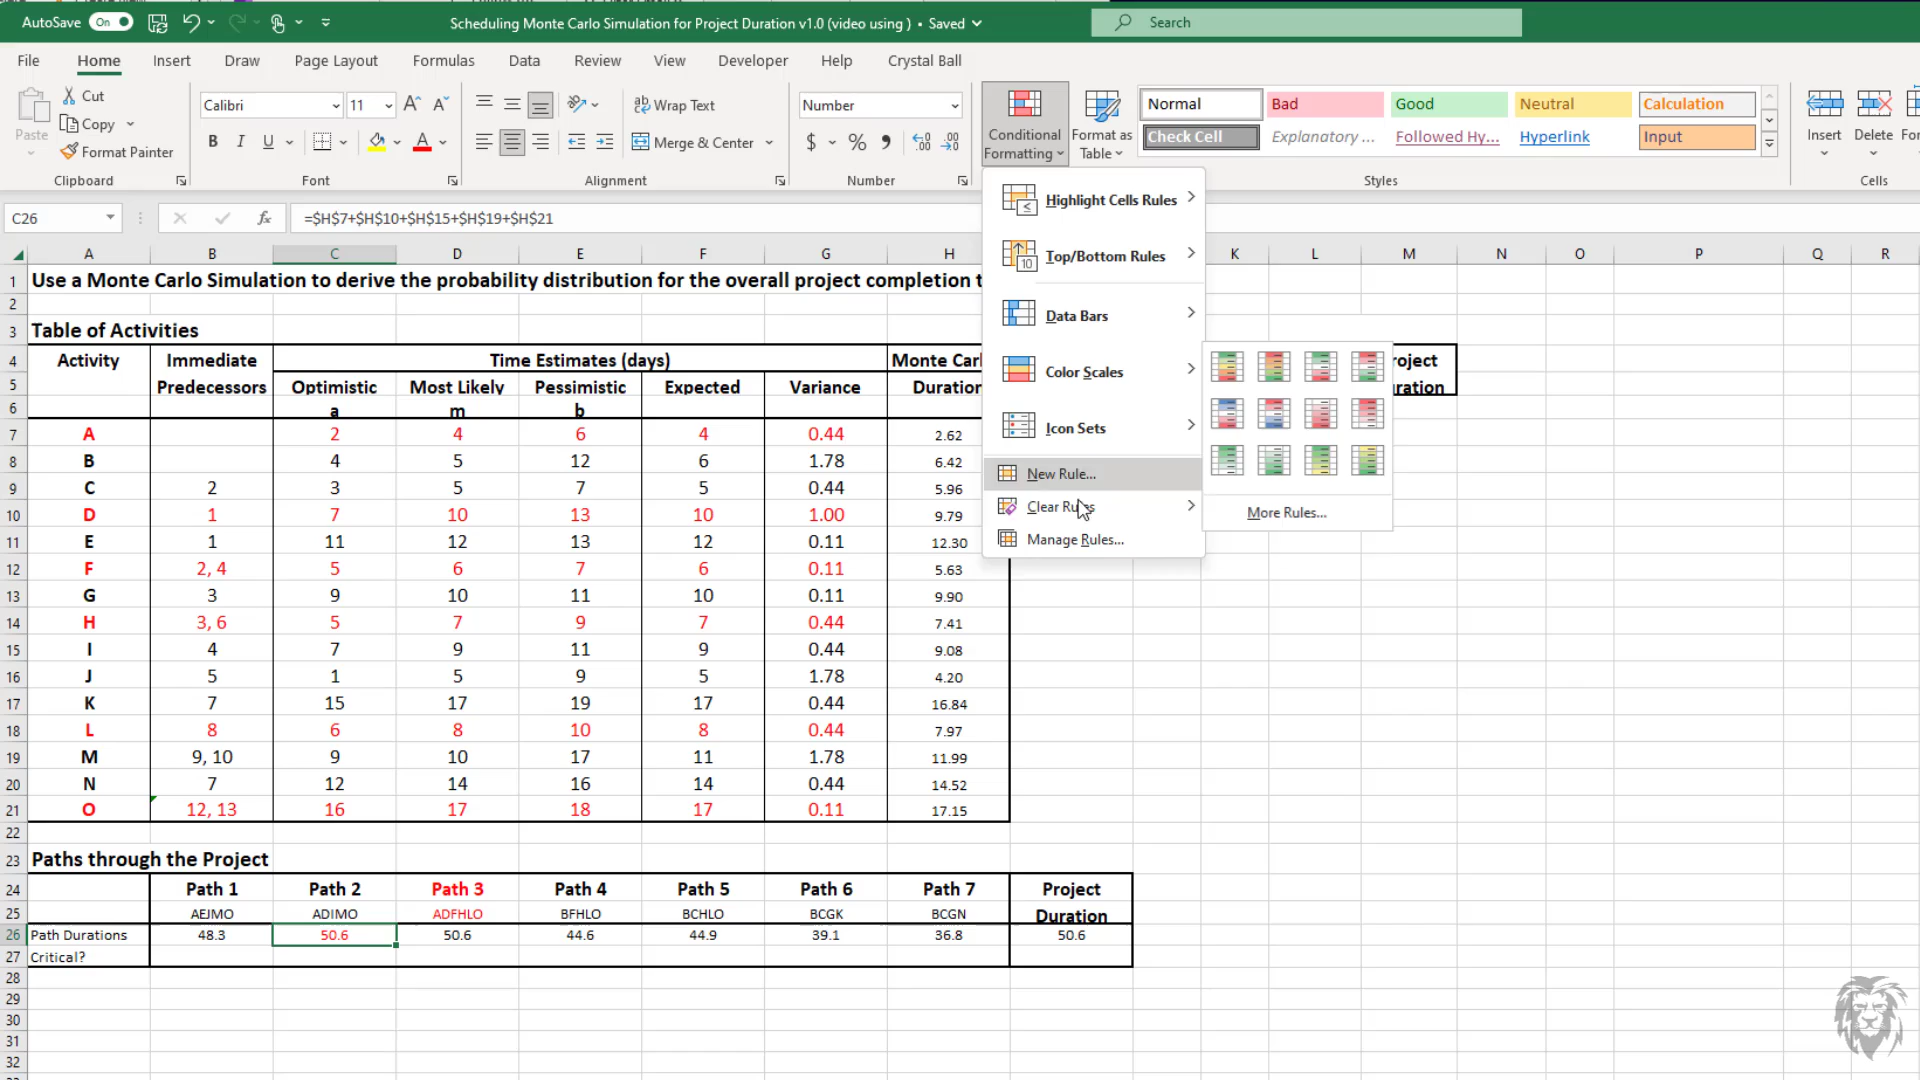 AutoSave On Scheduling Monte Carlo Simulation for Project Duration v1.0 (video using ) • Saved Search
File Home Insert Draw Page Layout Formulas Data Review View Developer Help Crystal Ball
Paste Cut Copy Format Painter Clipboard
Calibri 11 B I U Font
Wrap Text Merge & Center Alignment
Number $ % Number
Conditional Formatting Format as Table
Normal Bad Good Neutral Calculation
Check Cell Explanatory ... Followed Hy... Hyperlink Input
Styles
Insert Delete Cells
C26 fx =$H$7+$H$10+$H$15+$H$19+$H$21
A B C D E F G H K L M N O P Q R
Highlight Cells Rules
Top/Bottom Rules
Data Bars
Color Scales
Icon Sets
New Rule...
Clear Rules
Manage Rules...
More Rules...
1 Use a Monte Carlo Simulation to derive the probability distribution for the overall project completion t
2
3 Table of Activities
4 Activity Immediate Time Estimates (days) Monte Carl roject
5 Predecessors Optimistic Most Likely Pessimistic Expected Variance Duration ration
6 a m b
7 A 2 4 6 4 0.44 2.62
8 B 4 5 12 6 1.78 6.42
9 C 2 3 5 7 5 0.44 5.96
10 D 1 7 10 13 10 1.00 9.79
11 E 1 11 12 13 12 0.11 12.30
12 F 2, 4 5 6 7 6 0.11 5.63
13 G 3 9 10 11 10 0.11 9.90
14 H 3, 6 5 7 9 7 0.44 7.41
15 I 4 7 9 11 9 0.44 9.08
16 J 5 1 5 9 5 1.78 4.20
17 K 7 15 17 19 17 0.44 16.84
18 L 8 6 8 10 8 0.44 7.97
19 M 9, 10 9 10 17 11 1.78 11.99
20 N 7 12 14 16 14 0.44 14.52
21 O 12, 13 16 17 18 17 0.11 17.15
22
23 Paths through the Project
24 Path 1 Path 2 Path 3 Path 4 Path 5 Path 6 Path 7 Project
25 AEJMO ADIMO ADFHLO BFHLO BCHLO BCGK BCGN Duration
26 Path Durations 48.3 50.6 50.6 44.6 44.9 39.1 36.8 50.6
27 Critical?
28
29
30
31
32